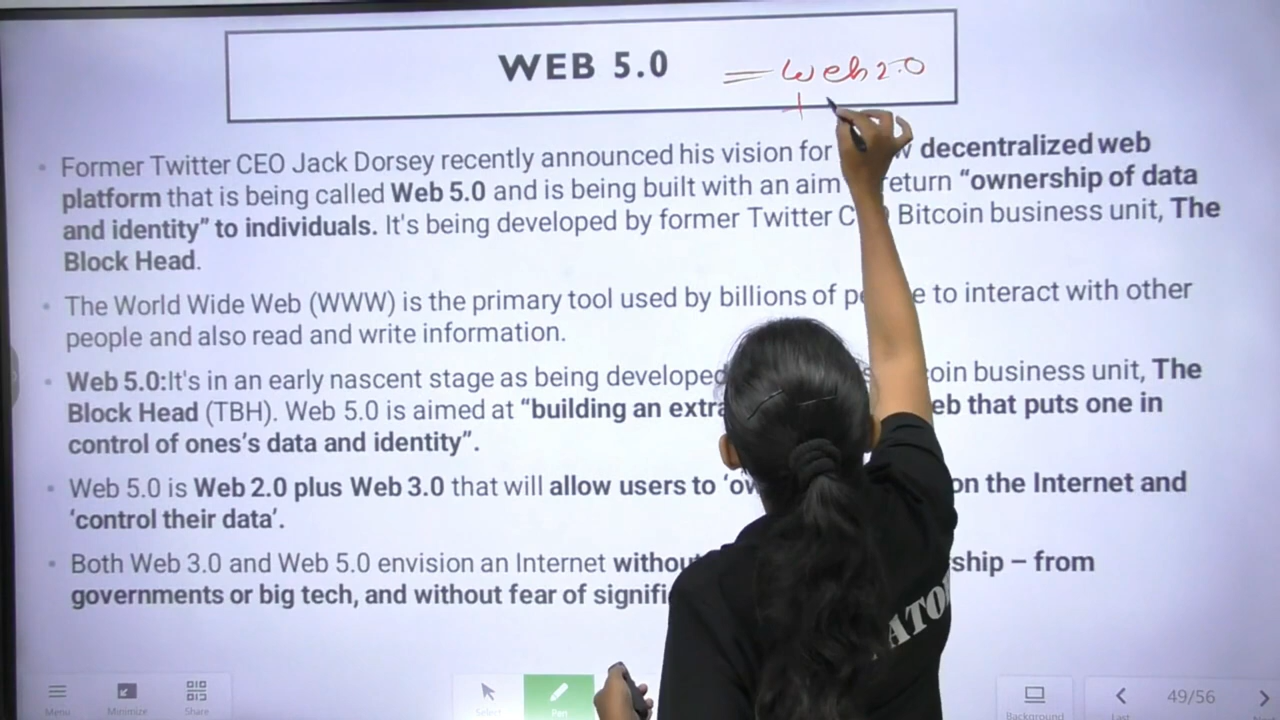 WEB 5.0 = Web 2.0
+
• Former Twitter CEO Jack Dorsey recently announced his vision for decentralized web
platform that is being called Web 5.0 and is being built with an aim return “ownership of data
and identity” to individuals. It's being developed by former Twitter Bitcoin business unit, The
Block Head.
• The World Wide Web (WWW) is the primary tool used by billions of to interact with other
people and also read and write information.
• Web 5.0:It's in an early nascent stage as being developed business unit, The
Block Head (TBH). Web 5.0 is aimed at “building an that puts one in
control of ones’s data and identity”.
• Web 5.0 is Web 2.0 plus Web 3.0 that will allow users to on the Internet and
‘control their data’.
• Both Web 3.0 and Web 5.0 envision an Internet – from
governments or big tech, and without fear of
Menu
Minimize
Share
Select
Pen
Background
Last
49/56